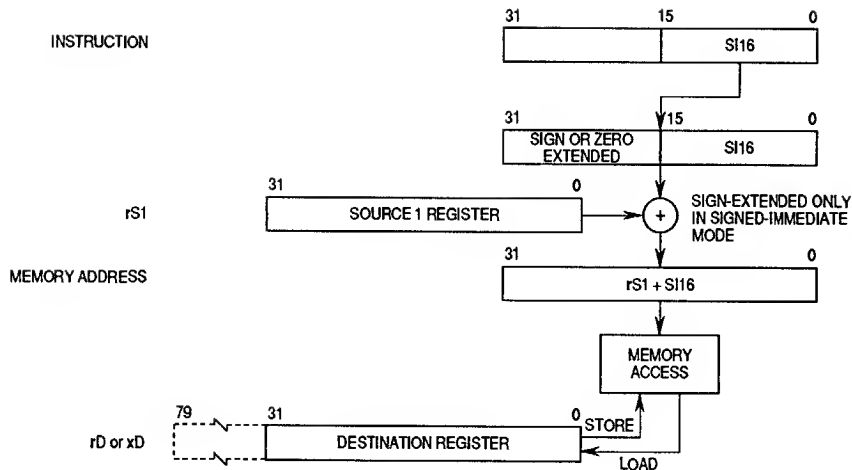 31 15 0
INSTRUCTION
SI16
31 15 0
SIGN OR ZERO
EXTENDED
SI16
31 0
rS1
SOURCE 1 REGISTER
+
SIGN-EXTENDED ONLY
IN SIGNED-IMMEDIATE
MODE
31 0
MEMORY ADDRESS
rS1 + SI16
MEMORY
ACCESS
79 31 0
rD or xD
DESTINATION REGISTER
STORE
LOAD